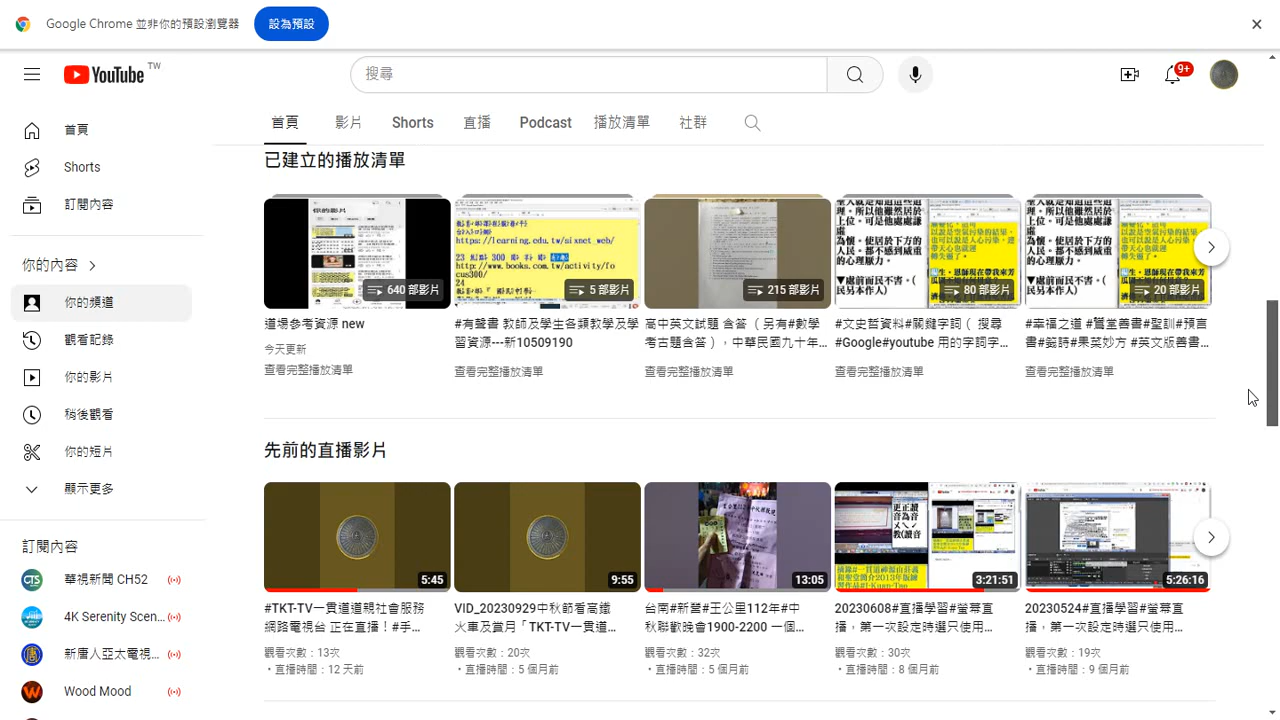 Google Chrome 並非你的預設瀏覽器
設為預設
YouTube TW
搜尋
9+
首頁
影片
Shorts
直播
Podcast
播放清單
社群
首頁
Shorts
訂閱內容
你的內容
你的頻道
觀看記錄
你的影片
稍後觀看
你的短片
顯示更多
訂閱內容
華視新聞 CH52
4K Serenity Scen...
新唐人亞太電視...
Wood Mood
已建立的播放清單
你的影片
640 部影片
道場參考資源 new
今天更新
查看完整播放清單
https://learning.edu.tw/sixnet_web/
http://www.books.com.tw/activity/fo
cus300/
24
5 部影片
#有聲書 教師及學生各類教學及學
習資源---新10509190
查看完整播放清單
215 部影片
高中英文試題 含答（另有#數學
考古題含答），中華民國九十年...
查看完整播放清單
80 部影片
#文史哲資料#關鍵字詞（ 搜尋
#Google#youtube 用的字詞字...
查看完整播放清單
20 部影片
#幸福之道 #鸞堂善書#聖訓#預言
書#籤詩#果菜妙方 #英文版善書...
查看完整播放清單
先前的直播影片
5:45
#TKT-TV一貫道道親社會服務
網路電視台 正在直播！#手...
觀看次數：13次
・直播時間：12 天前
9:55
VID_20230929中秋節看高鐵
火車及賞月「TKT-TV一貫道...
觀看次數：20次
・直播時間：5 個月前
13:05
台南#新營#王公里112年#中
秋聯歡晚會1900-2200 一個...
觀看次數：32次
・直播時間：5 個月前
3:21:51
20230608#直播學習#螢幕直
播，第一次設定時選只使用...
觀看次數：30次
・直播時間：8 個月前
5:26:16
20230524#直播學習#螢幕直
播，第一次設定時選只使用...
觀看次數：19次
・直播時間：9 個月前